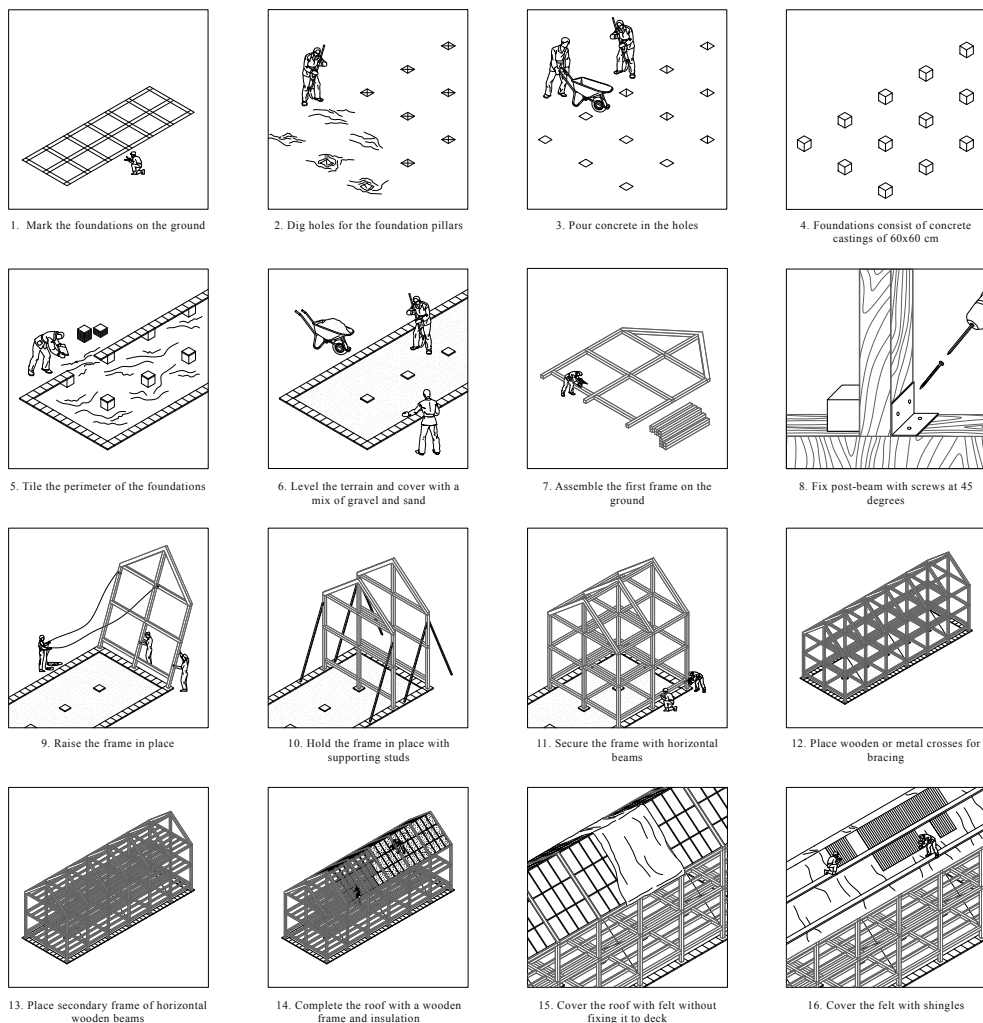 1. Mark the foundations on the ground
2. Dig holes for the foundation pillars
3. Pour concrete in the holes
4. Foundations consist of concrete
castings of 60x60 cm
5. Tile the perimeter of the foundations
6. Level the terrain and cover with a
mix of gravel and sand
7. Assemble the first frame on the
ground
8. Fix post-beam with screws at 45
degrees
9. Raise the frame in place
10. Hold the frame in place with
supporting studs
11. Secure the frame with horizontal
beams
12. Place wooden or metal crosses for
bracing
13. Place secondary frame of horizontal
wooden beams
14. Complete the roof with a wooden
frame and insulation
15. Cover the roof with felt without
fixing it to deck
16. Cover the felt with shingles